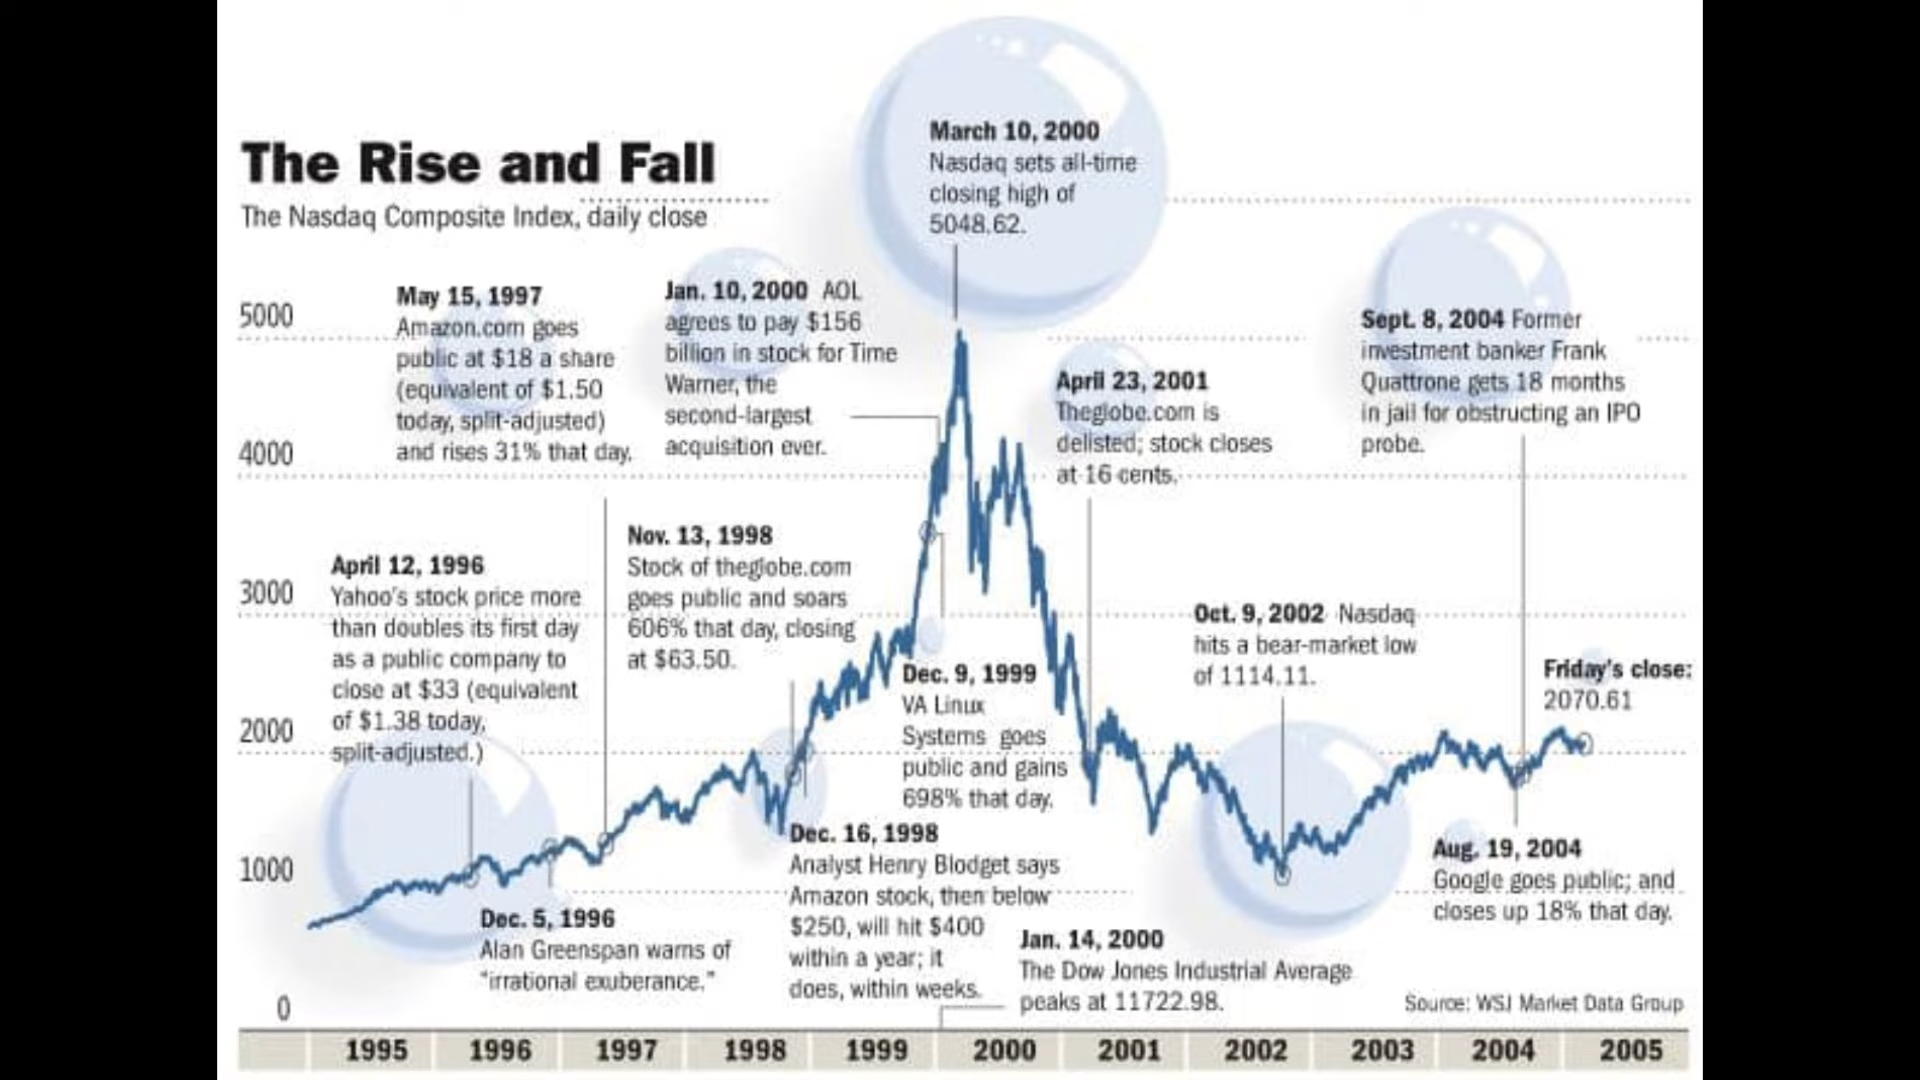 The Rise and Fall
The Nasdaq Composite Index, daily close
March 10, 2000
Nasdaq sets all-time
closing high of
5048.62.
May 15, 1997
Amazon.com goes
public at $18 a share
(equivalent of $1.50
today, split-adjusted)
and rises 31% that day.
Jan. 10, 2000 AOL
agrees to pay $156
billion in stock for Time
Warner, the
second-largest
acquisition ever.
April 23, 2001
Theglobe.com is
delisted; stock closes
at 16 cents.
Sept. 8, 2004 Former
investment banker Frank
Quattrone gets 18 months
in jail for obstructing an IPO
probe.
April 12, 1996
Yahoo's stock price more
than doubles its first day
as a public company to
close at $33 (equivalent
of $1.38 today,
split-adjusted.)
Nov. 13, 1998
Stock of theglobe.com
goes public and soars
606% that day, closing
at $63.50.
Dec. 9, 1999
VA Linux
Systems goes
public and gains
698% that day.
Oct. 9, 2002 Nasdaq
hits a bear-market low
of 1114.11.
Friday's close:
2070.61
Dec. 5, 1996
Alan Greenspan warns of
"irrational exuberance."
Dec. 16, 1998
Analyst Henry Blodget says
Amazon stock, then below
$250, will hit $400
within a year; it
does, within weeks.
Jan. 14, 2000
The Dow Jones Industrial Average
peaks at 11722.98.
Aug. 19, 2004
Google goes public; and
closes up 18% that day.
Source: WSJ Market Data Group
5000
4000
3000
2000
1000
0
1995 1996 1997 1998 1999 2000 2001 2002 2003 2004 2005